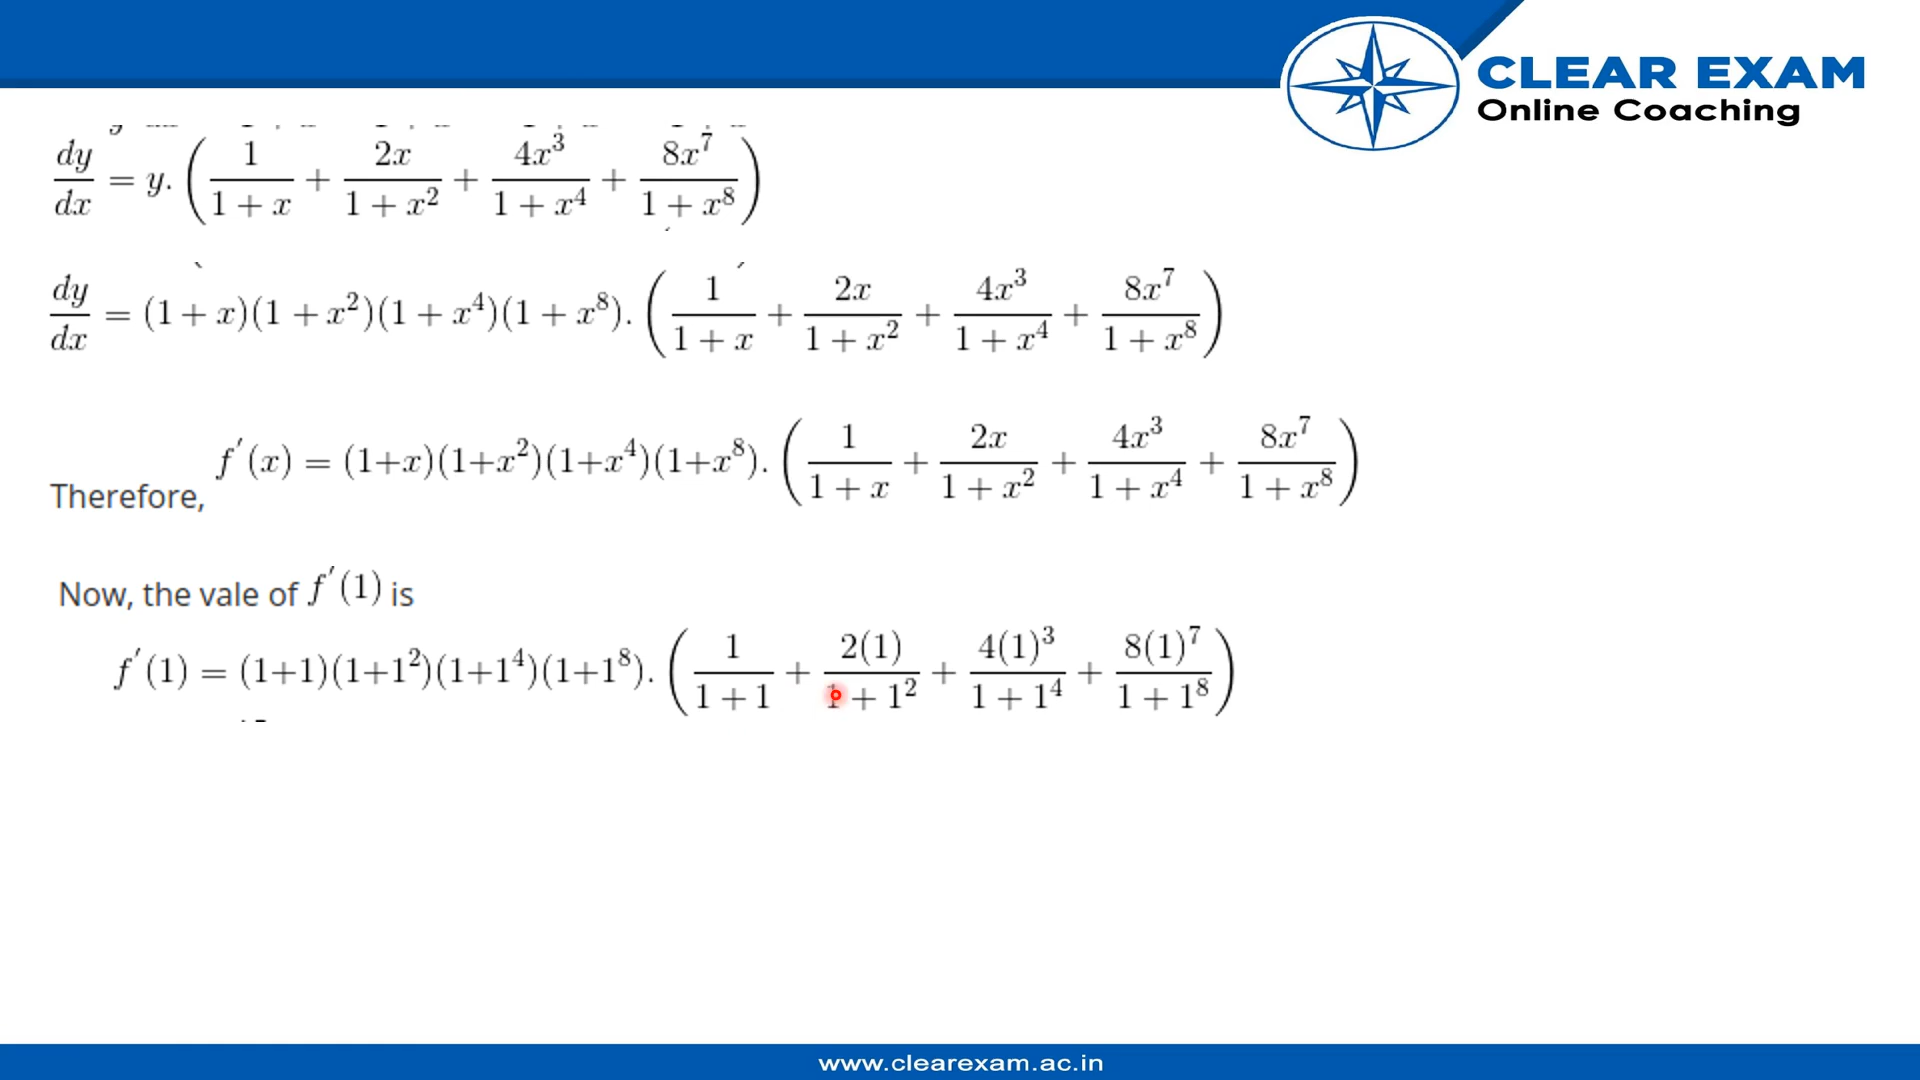 CLEAR EXAM
Online Coaching
dy/dx = y. (1/(1 + x) + 2x/(1 + x²) + 4x³/(1 + x⁴) + 8x⁷/(1 + x⁸))
dy/dx = (1 + x)(1 + x²)(1 + x⁴)(1 + x⁸). (1/(1 + x) + 2x/(1 + x²) + 4x³/(1 + x⁴) + 8x⁷/(1 + x⁸))
Therefore, f′(x) = (1+x)(1+x²)(1+x⁴)(1+x⁸). (1/(1 + x) + 2x/(1 + x²) + 4x³/(1 + x⁴) + 8x⁷/(1 + x⁸))
Now, the vale of f′(1) is
f′(1) = (1+1)(1+1²)(1+1⁴)(1+1⁸). (1/(1 + 1) + 2(1)/(1 + 1²) + 4(1)³/(1 + 1⁴) + 8(1)⁷/(1 + 1⁸))
www.clearexam.ac.in